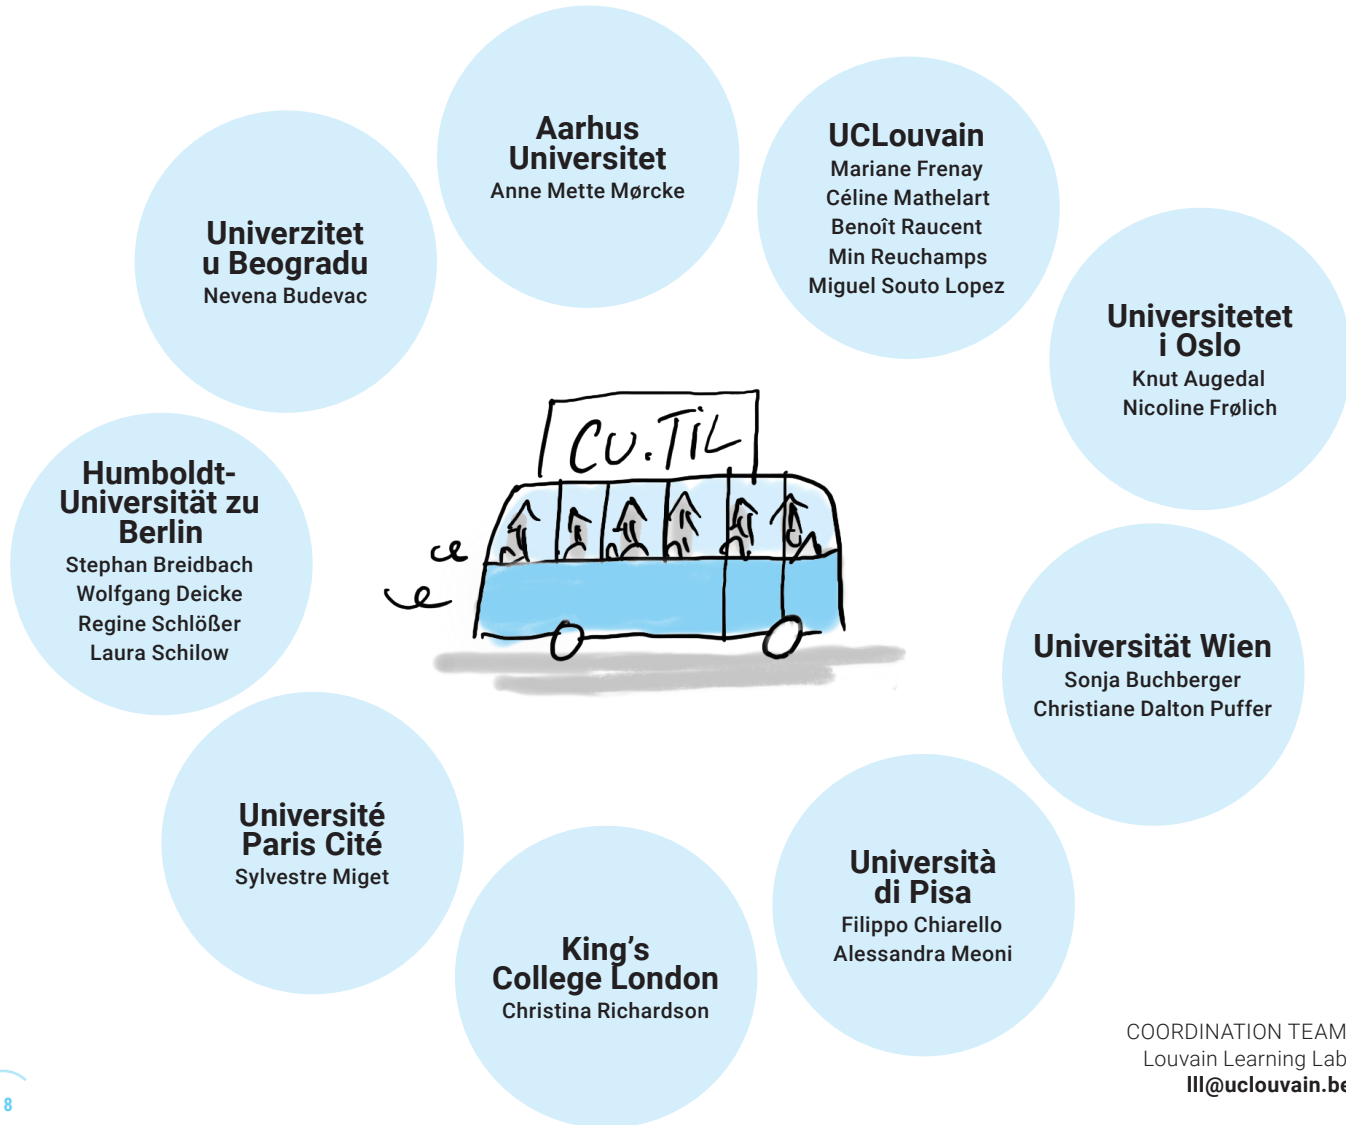 Aarhus
Universitet
Anne Mette Mørcke
UCLouvain
Mariane Frenay
Céline Mathelart
Benoît Raucent
Min Reuchamps
Miguel Souto Lopez
Univerzitet
u Beogradu
Nevena Budevac
Universitetet
i Oslo
Knut Augedal
Nicoline Frølich
CU.TIL
Humboldt-
Universität zu
Berlin
Stephan Breidbach
Wolfgang Deicke
Regine Schlößer
Laura Schilow
Universität Wien
Sonja Buchberger
Christiane Dalton Puffer
Université
Paris Cité
Sylvestre Miget
Università
di Pisa
Filippo Chiarello
Alessandra Meoni
King's
College London
Christina Richardson
COORDINATION TEAM
Louvain Learning Lab
lll@uclouvain.be
8